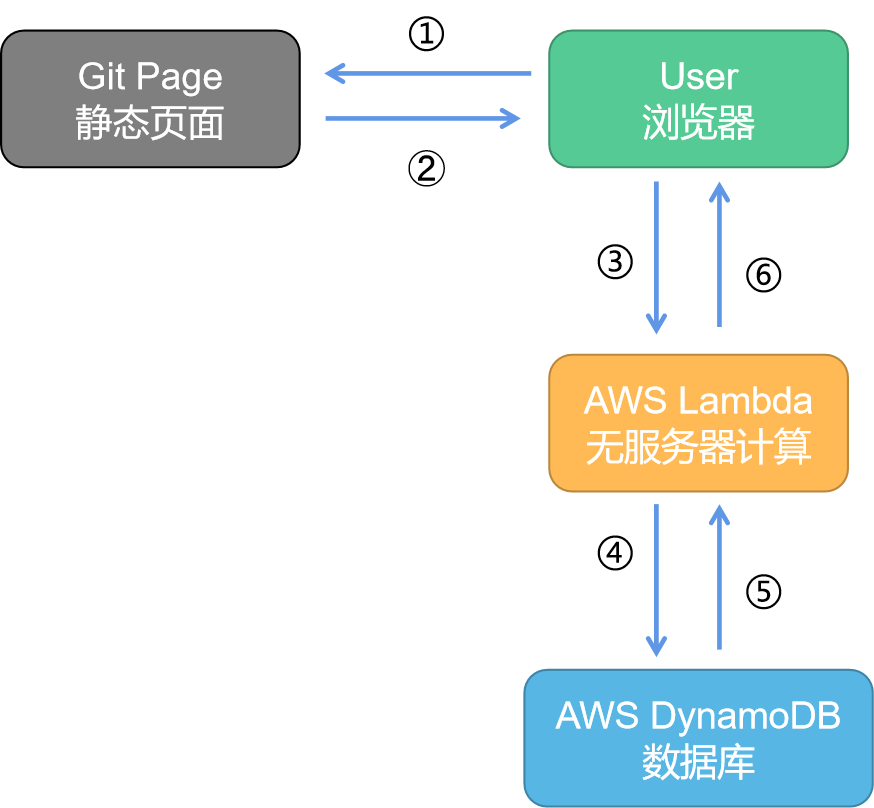 ①
Git Page
静态页面
User
浏览器
②
③
⑥
AWS Lambda
无服务器计算
④
⑤
AWS DynamoDB
数据库